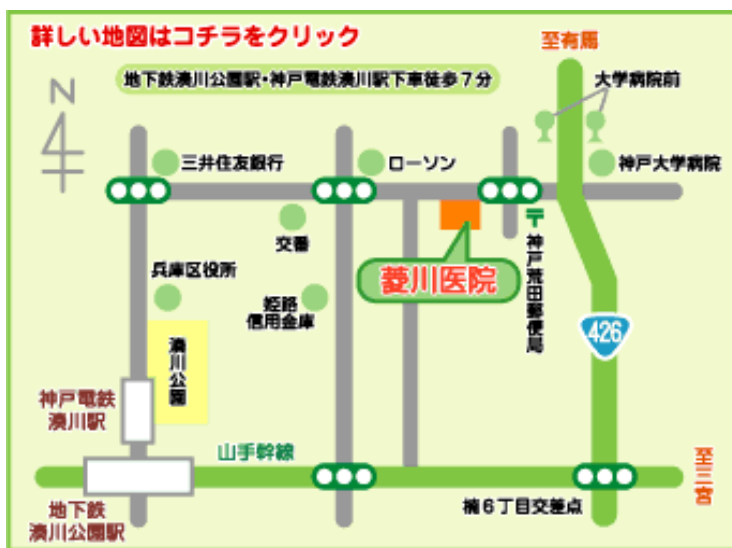 詳しい地図はコチラをクリック
至有馬
N
地下鉄湊川公園駅・神戸電鉄湊川駅下車徒歩7分
大学病院前
三井住友銀行
ローソン
神戸大学病院
交番
〒
神戸荒田郵便局
兵庫区役所
菱川医院
姫路
信用金庫
426
湊川公園
神戸電鉄
湊川駅
山手幹線
至三宮
地下鉄
湊川公園駅
楠6丁目交差点